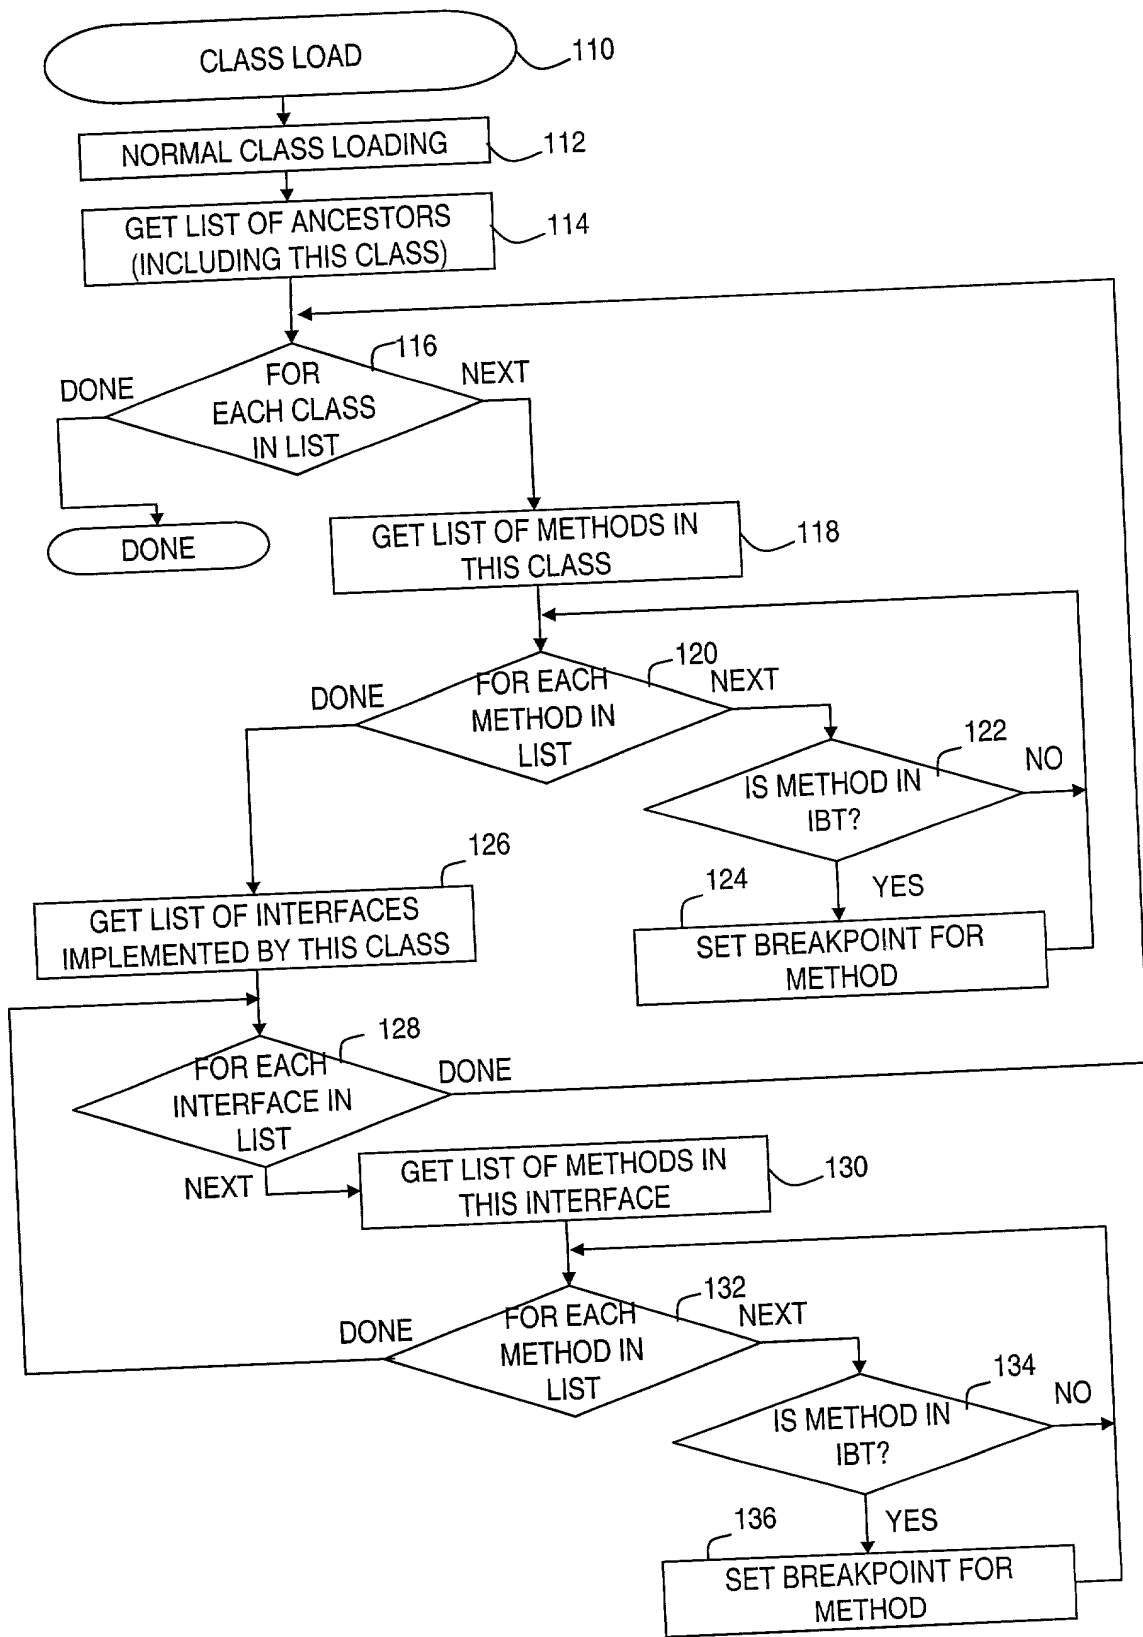 CLASS LOAD
110
NORMAL CLASS LOADING
112
GET LIST OF ANCESTORS
(INCLUDING THIS CLASS)
114
116
DONE
FOR
EACH CLASS
IN LIST
NEXT
DONE
GET LIST OF METHODS IN
THIS CLASS
118
120
DONE
FOR EACH
METHOD IN
LIST
NEXT
122
IS METHOD IN
IBT?
NO
YES
124
SET BREAKPOINT FOR
METHOD
126
GET LIST OF INTERFACES
IMPLEMENTED BY THIS CLASS
128
FOR EACH
INTERFACE IN
LIST
DONE
NEXT
GET LIST OF METHODS IN
THIS INTERFACE
130
132
DONE
FOR EACH
METHOD IN
LIST
NEXT
134
IS METHOD IN
IBT?
NO
YES
136
SET BREAKPOINT FOR
METHOD